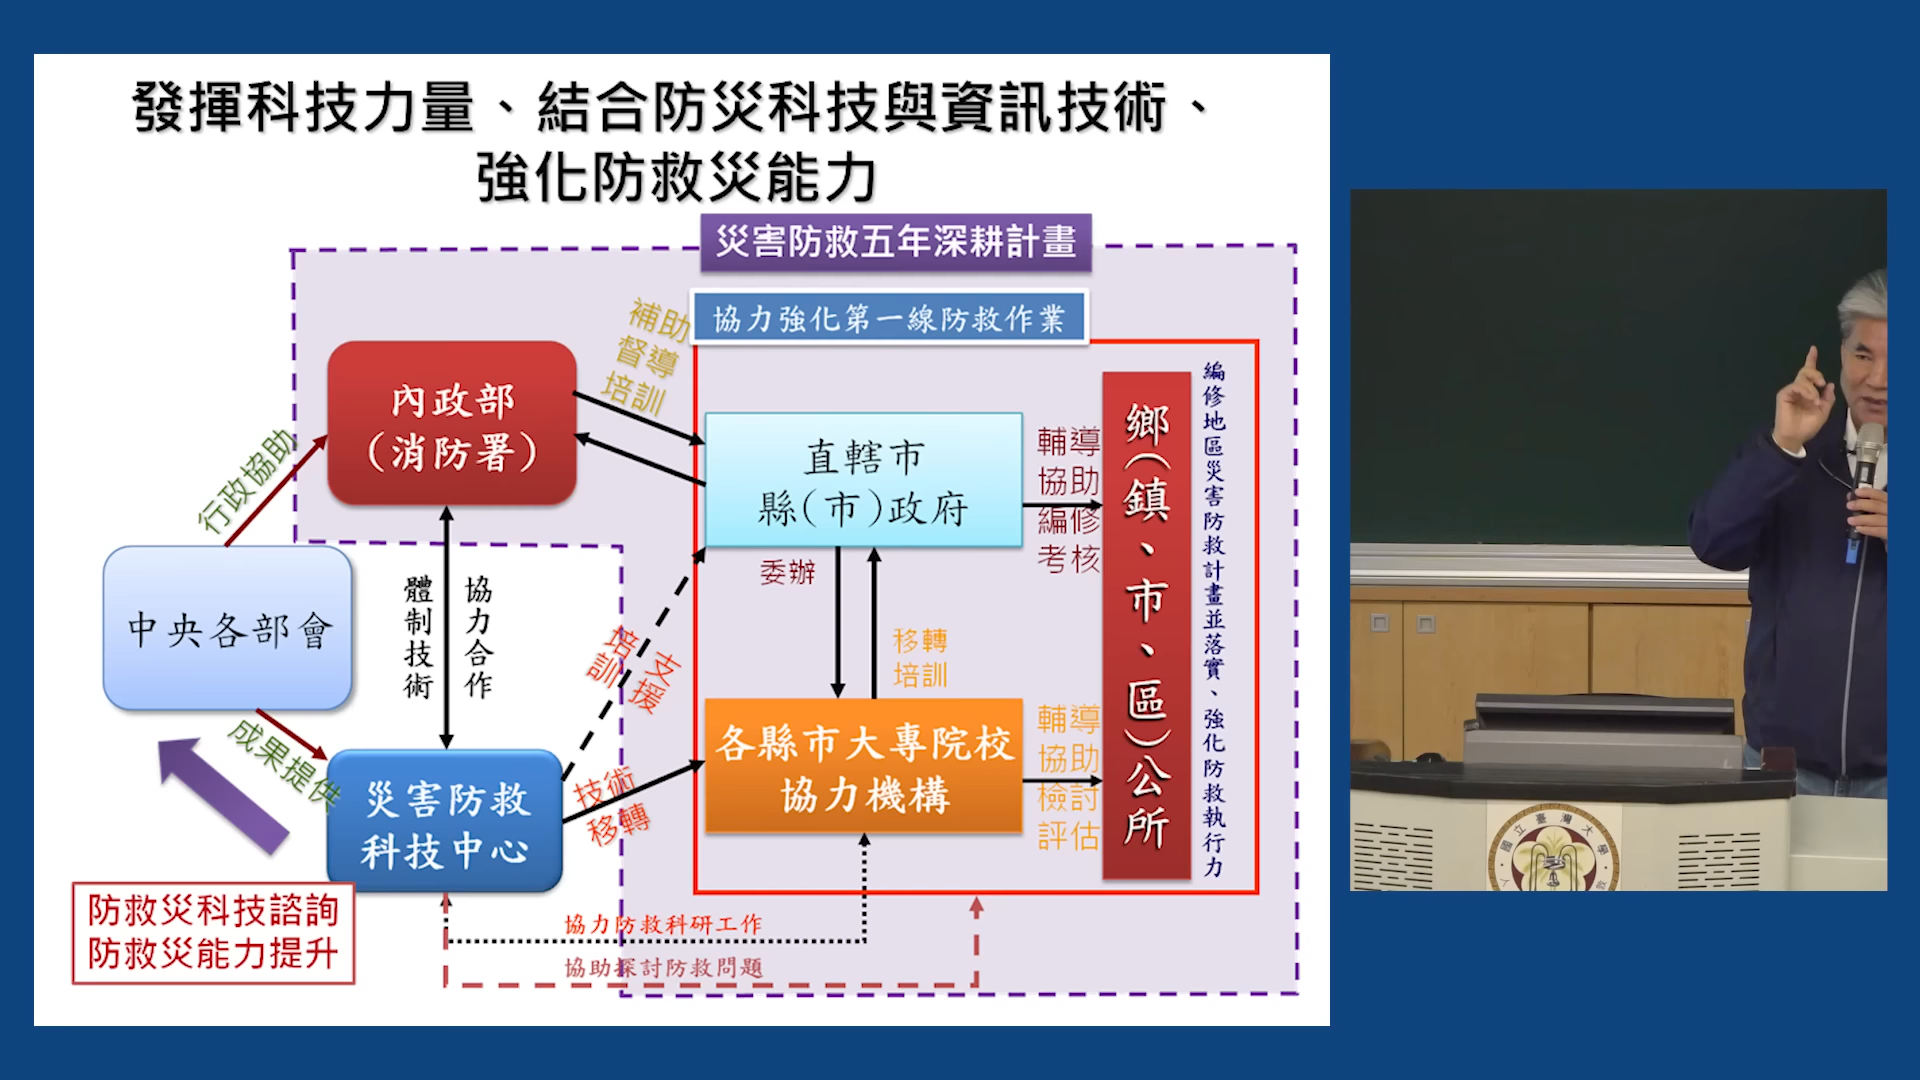 發揮科技力量、結合防災科技與資訊技術、
強化防救災能力
災害防救五年深耕計畫
協力強化第一線防救作業
補助
督導
培訓
內政部
(消防署)
直轄市
縣(市)政府
輔導
協助
編修
考核
鄉(鎮、市、區)公所
編修地區災害防救計畫並落實、強化防救執行力
行政協助
中央各部會
體制技術
協力合作
委辦
移轉
培訓
培訓
支援
成果提供
災害防救
科技中心
技術
移轉
各縣市大專院校
協力機構
輔導
協助
檢討
評估
防救災科技諮詢
防救災能力提升
協力防救科研工作
協助探討防救問題
國立臺灣大學